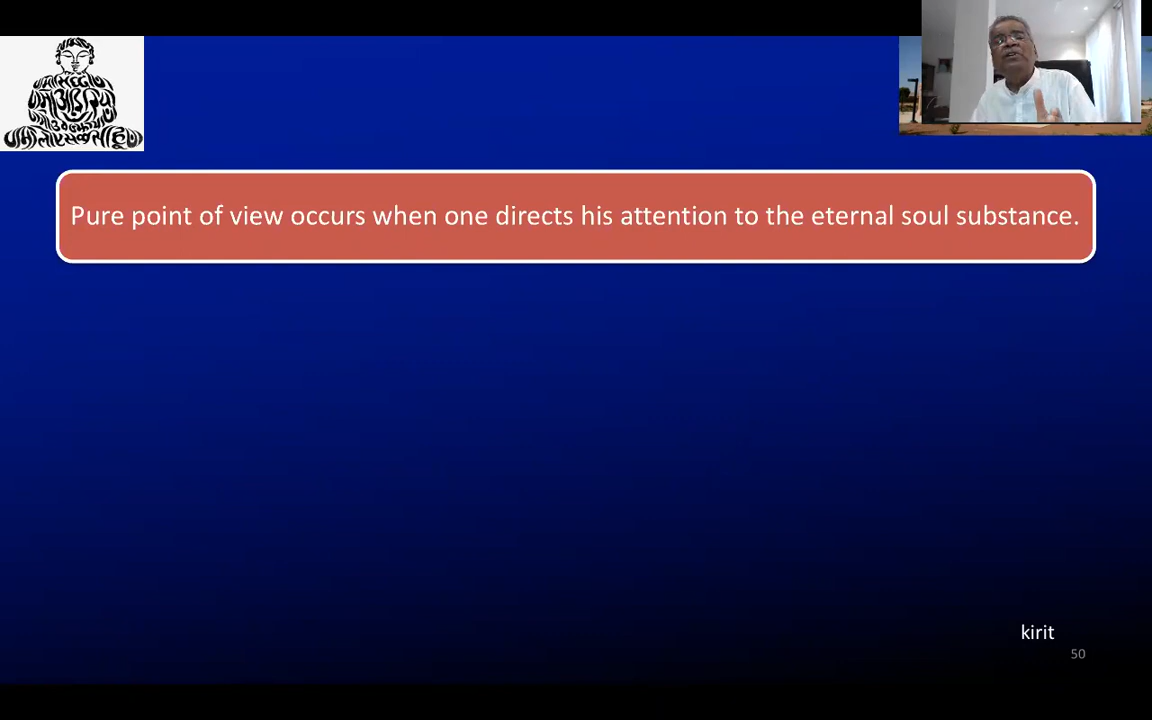 Pure point of view occurs when one directs his attention to the eternal soul substance.
kirit
50